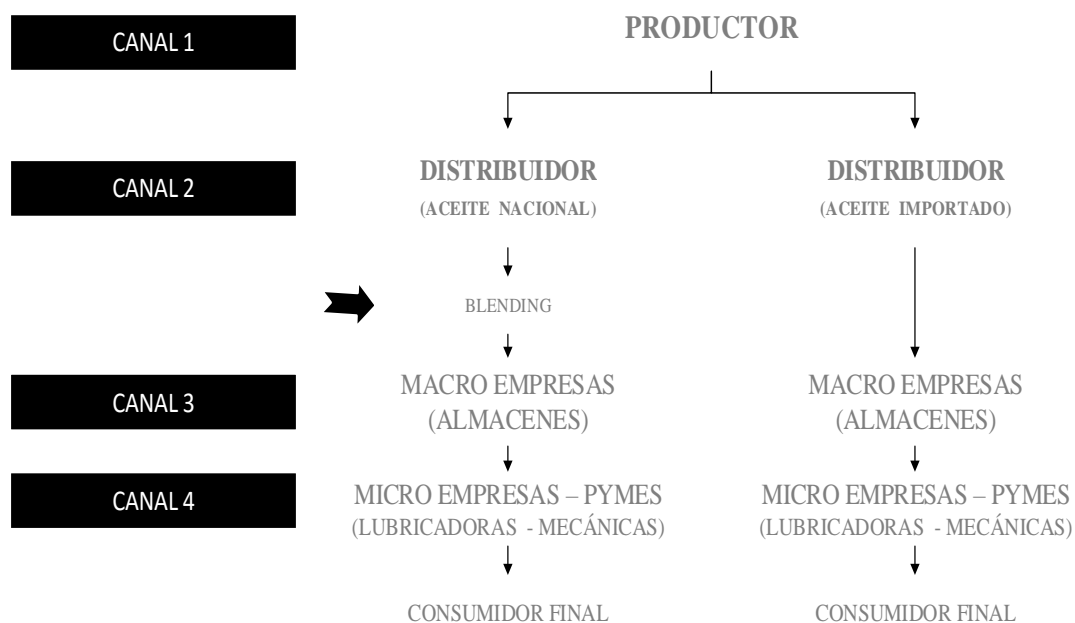 CANAL 1
PRODUCTOR
CANAL 2
DISTRIBUIDOR
(ACEITE NACIONAL)
DISTRIBUIDOR
(ACEITE IMPORTADO)
BLENDING
CANAL 3
MACRO EMPRESAS
(ALMACENES)
MACRO EMPRESAS
(ALMACENES)
CANAL 4
MICRO EMPRESAS – PYMES
(LUBRICADORAS - MECÁNICAS)
MICRO EMPRESAS – PYMES
(LUBRICADORAS - MECÁNICAS)
CONSUMIDOR FINAL
CONSUMIDOR FINAL